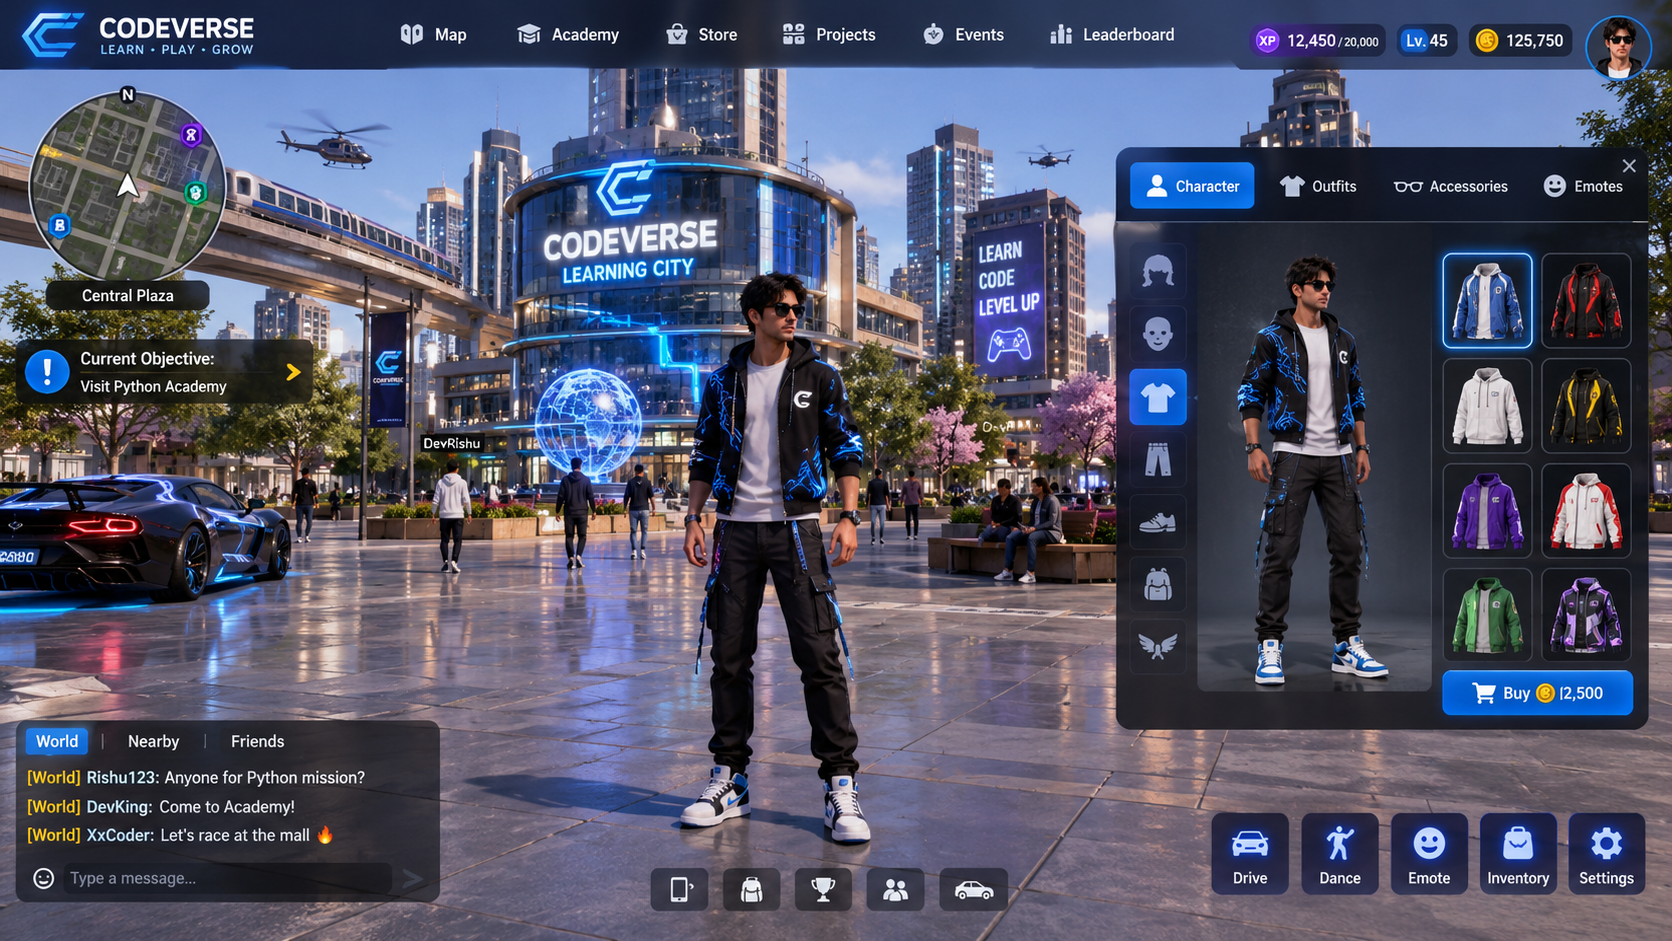 CODEVERSE
LEARN • PLAY • GROW
Map
Academy
Store
Projects
Events
Leaderboard
XP 12,450/20,000
Lv. 45
125,750
N
Central Plaza
Current Objective:
Visit Python Academy
CODEVERSE
LEARNING CITY
LEARN
CODE
LEVEL UP
DevRishu
Character
Outfits
Accessories
Emotes
Buy |2,500
World | Nearby | Friends
[World] Rishu123: Anyone for Python mission?
[World] DevKing: Come to Academy!
[World] XxCoder: Let's race at the mall 🔥
Type a message...
Drive
Dance
Emote
Inventory
Settings